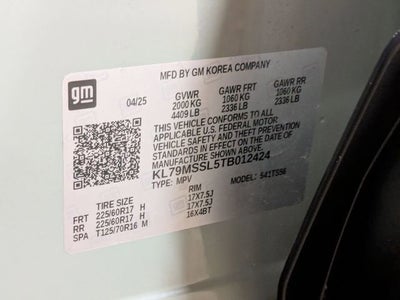 gm
MFD BY GM KOREA COMPANY
04/25 GVWR GAWR FRT GAWR RR
2000 KG 1060 KG 1060 KG
4409 LB 2336 LB 2336 LB
THIS VEHICLE CONFORMS TO ALL
APPLICABLE U.S. FEDERAL MOTOR
VEHICLE SAFETY AND THEFT
PREVENTION STANDARDS IN
EFFECT ON THE DATE OF
MANUFACTURE SHOWN ABOVE.
KL79MSSL5TB012424
TYPE: MPV MODEL: 541TS56
TIRE SIZE RIM
FRT 225/60R17 H 17X7.5J
RR 225/60R17 H 17X7.5J
SPA T125/70R16 M 16X4BT